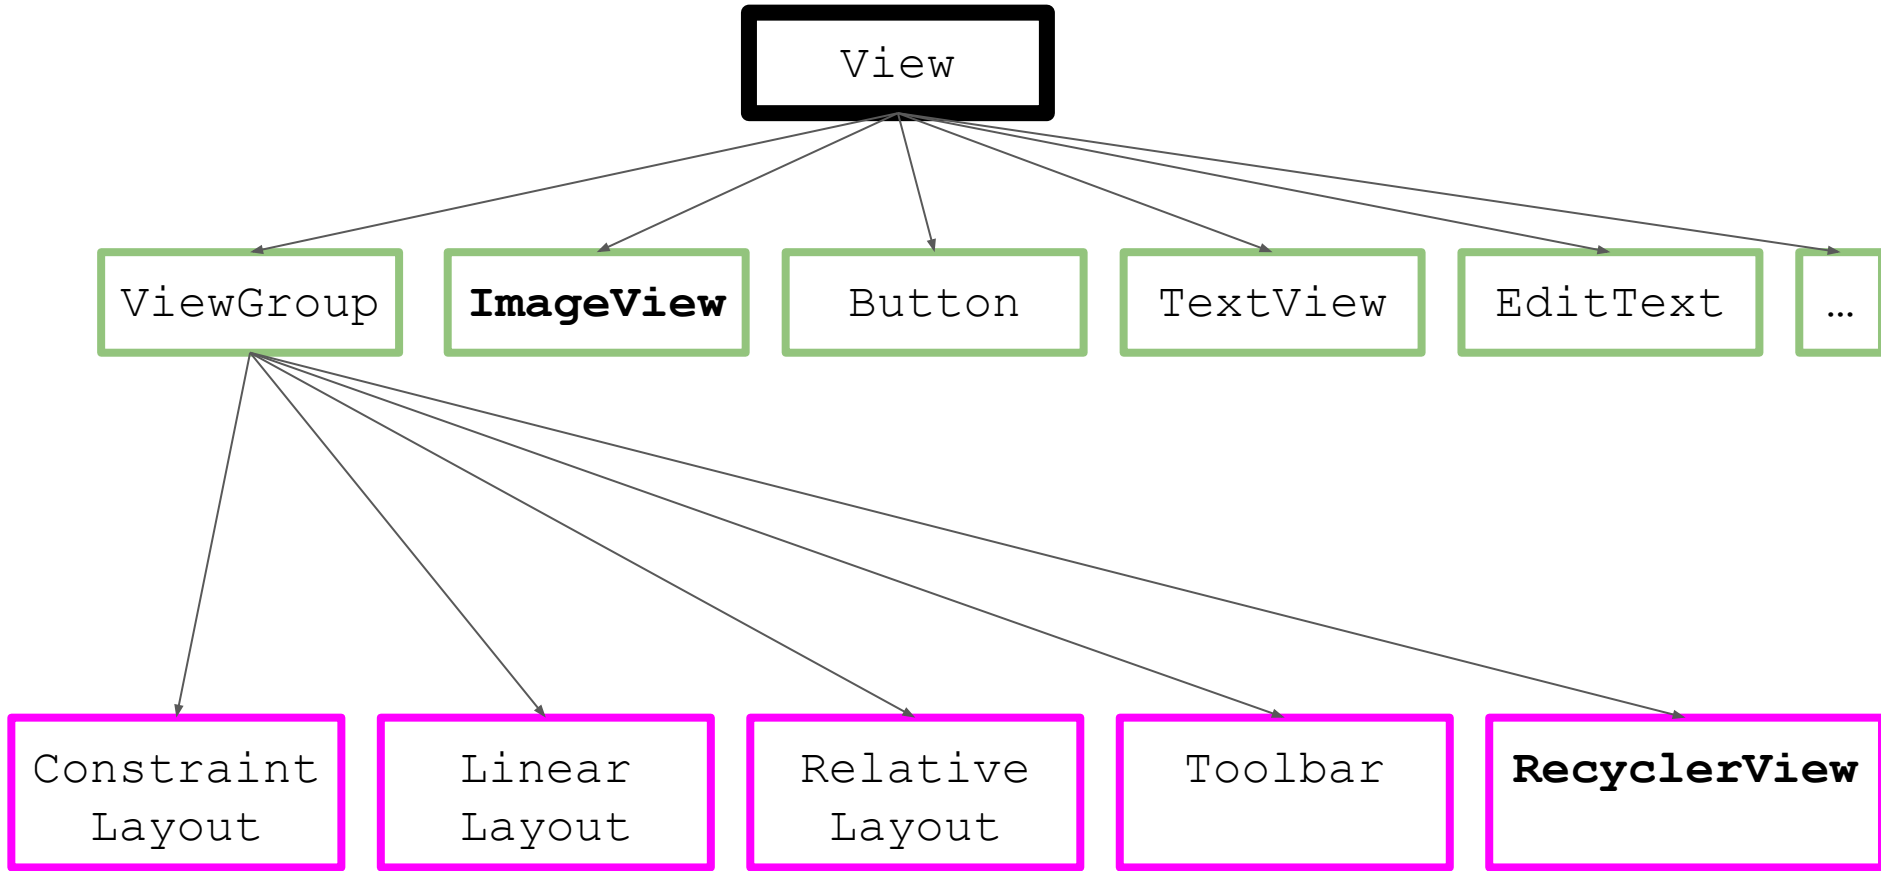 View
ViewGroup
ImageView
Button
TextView
EditText
…
Constraint
Layout
Linear
Layout
Relative
Layout
Toolbar
RecyclerView